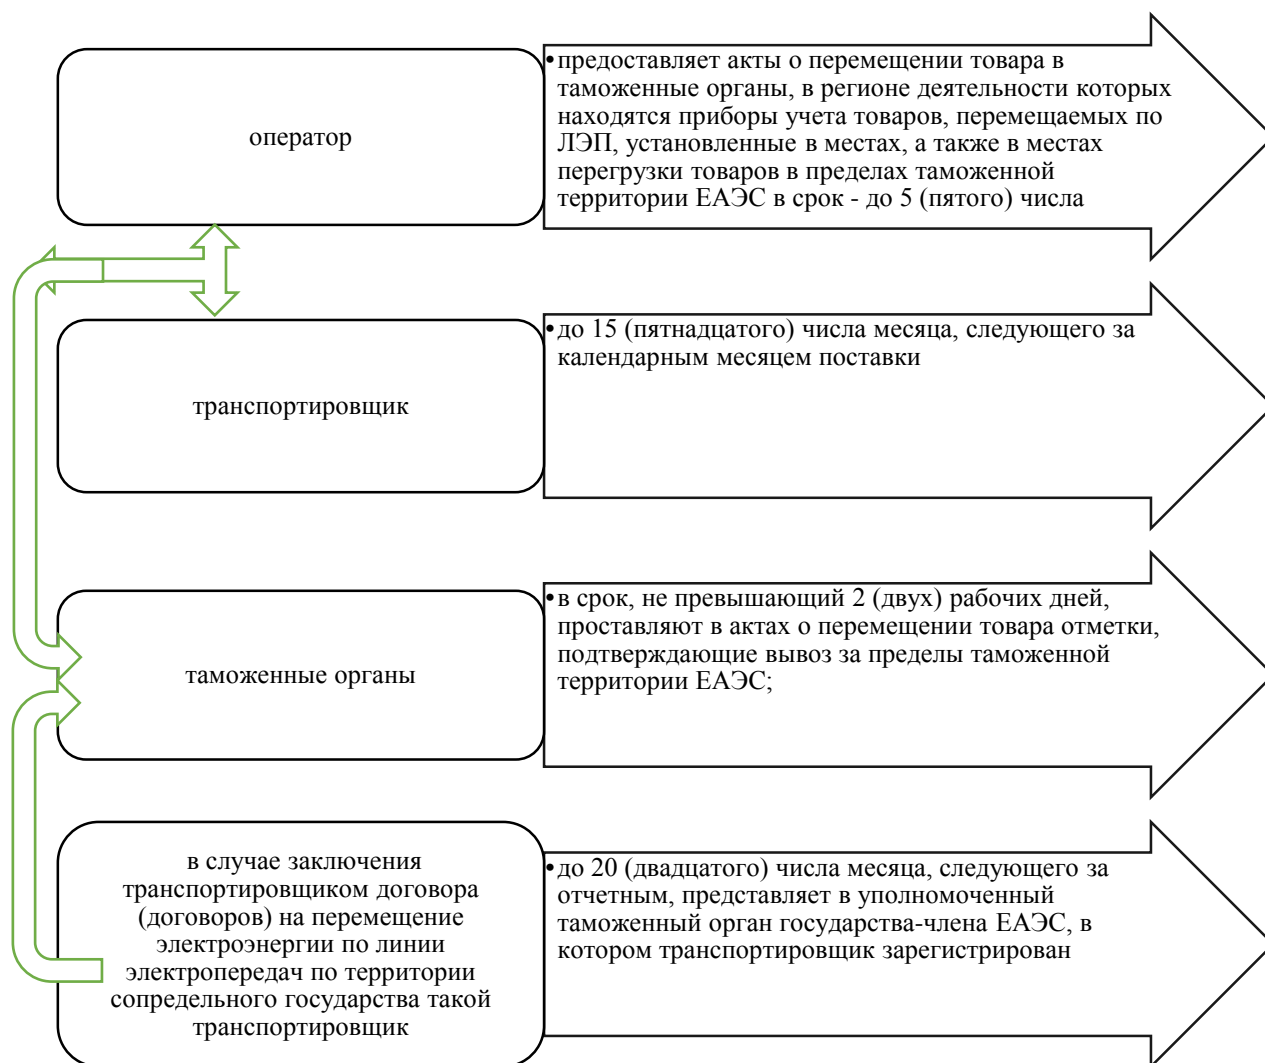 оператор
•предоставляет акты о перемещении товара в
таможенные органы, в регионе деятельности которых
находятся приборы учета товаров, перемещаемых по
ЛЭП, установленные в местах, а также в местах
перегрузки товаров в пределах таможенной
территории ЕАЭС в срок - до 5 (пятого) числа
транспортировщик
•до 15 (пятнадцатого) числа месяца, следующего за
календарным месяцем поставки
таможенные органы
•в срок, не превышающий 2 (двух) рабочих дней,
проставляют в актах о перемещении товара отметки,
подтверждающие вывоз за пределы таможенной
территории ЕАЭС;
в случае заключения
транспортировщиком договора
(договоров) на перемещение
электроэнергии по линии
электропередач по территории
сопредельного государства такой
транспортировщик
•до 20 (двадцатого) числа месяца, следующего за
отчетным, представляет в уполномоченный
таможенный орган государства-члена ЕАЭС, в
котором транспортировщик зарегистрирован